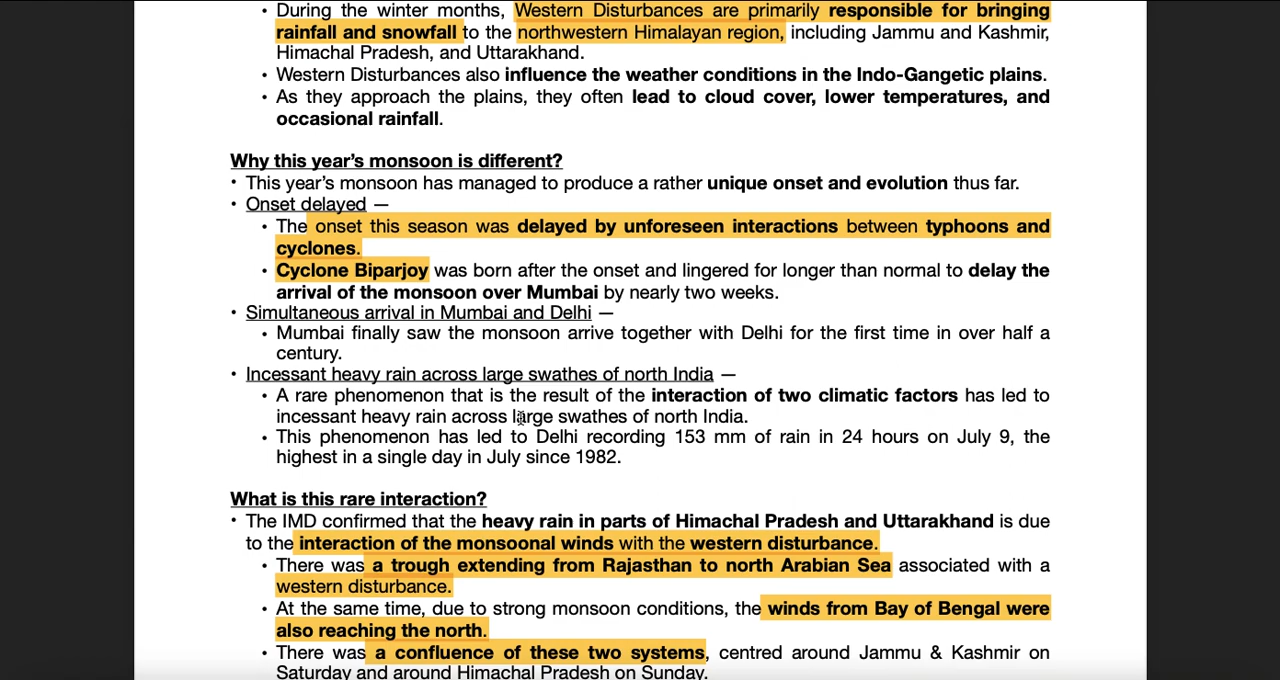 • During the winter months, Western Disturbances are primarily responsible for bringing
rainfall and snowfall to the northwestern Himalayan region, including Jammu and Kashmir,
Himachal Pradesh, and Uttarakhand.
• Western Disturbances also influence the weather conditions in the Indo-Gangetic plains.
• As they approach the plains, they often lead to cloud cover, lower temperatures, and
occasional rainfall.
Why this year’s monsoon is different?
• This year’s monsoon has managed to produce a rather unique onset and evolution thus far.
• Onset delayed —
• The onset this season was delayed by unforeseen interactions between typhoons and
cyclones.
• Cyclone Biparjoy was born after the onset and lingered for longer than normal to delay the
arrival of the monsoon over Mumbai by nearly two weeks.
• Simultaneous arrival in Mumbai and Delhi —
• Mumbai finally saw the monsoon arrive together with Delhi for the first time in over half a
century.
• Incessant heavy rain across large swathes of north India —
• A rare phenomenon that is the result of the interaction of two climatic factors has led to
incessant heavy rain across large swathes of north India.
• This phenomenon has led to Delhi recording 153 mm of rain in 24 hours on July 9, the
highest in a single day in July since 1982.
What is this rare interaction?
• The IMD confirmed that the heavy rain in parts of Himachal Pradesh and Uttarakhand is due
to the interaction of the monsoonal winds with the western disturbance.
• There was a trough extending from Rajasthan to north Arabian Sea associated with a
western disturbance.
• At the same time, due to strong monsoon conditions, the winds from Bay of Bengal were
also reaching the north.
• There was a confluence of these two systems, centred around Jammu & Kashmir on
Saturday and around Himachal Pradesh on Sunday.